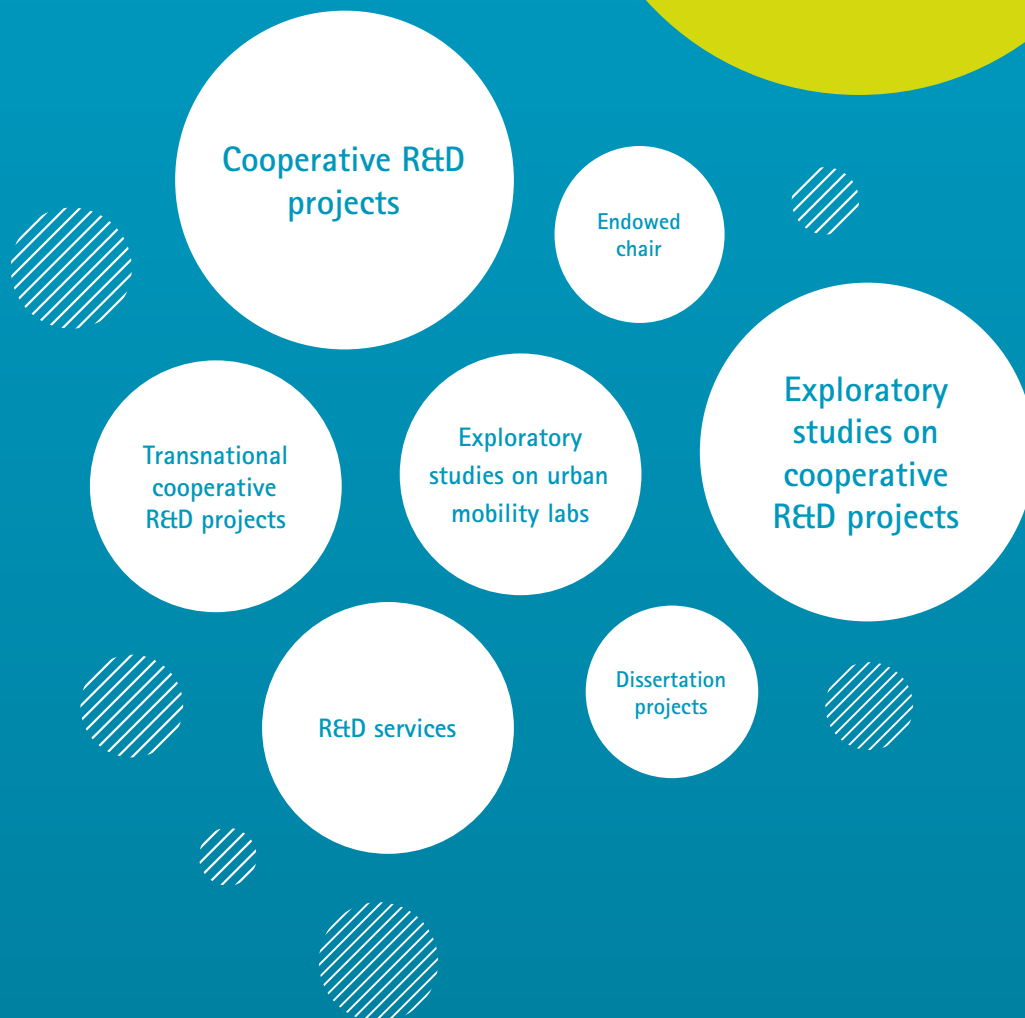 Cooperative R&D
projects
Endowed
chair
Exploratory
studies on
cooperative
R&D projects
Exploratory
studies on urban
mobility labs
Transnational
cooperative
R&D projects
Dissertation
projects
R&D services